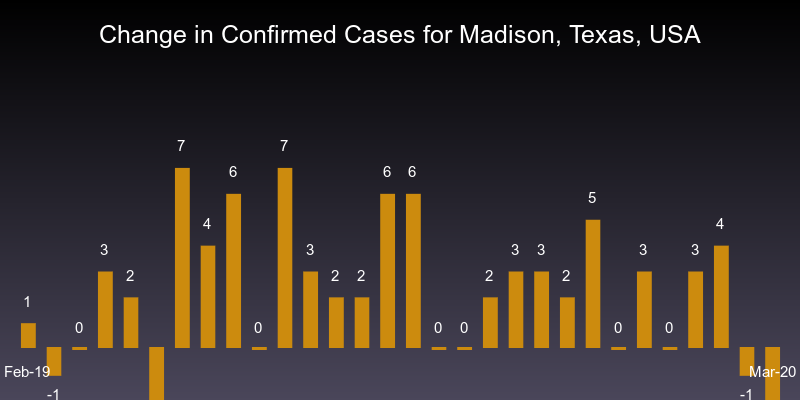 Change in Confirmed Cases for Madison, Texas, USA
7 7
6 6 6
5
4 4
3 3 3 3 3 3
2 2 2 2 2
1
0 0 0 0 0 0
Feb-19 Mar-20
-1 -1